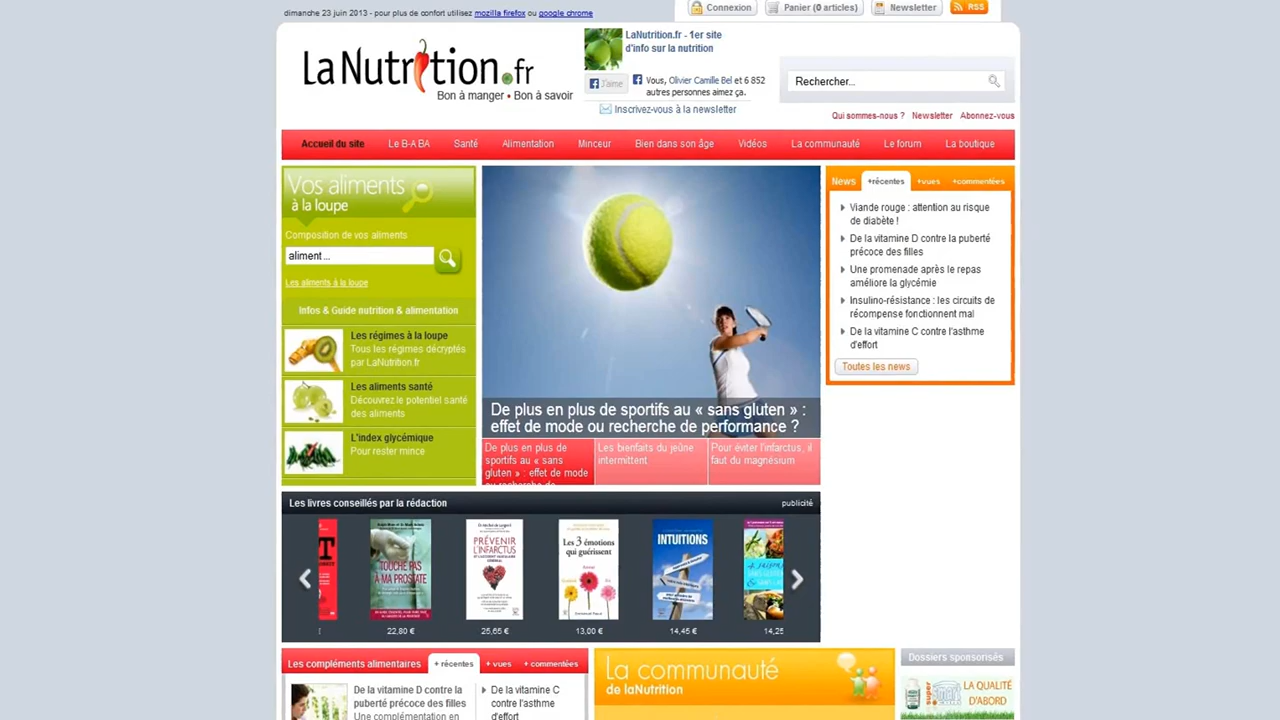 dimanche 23 juin 2013 - pour plus de confort utilisez mozilla firefox ou google chrome
Connexion
Panier (0 articles)
Newsletter
RSS
LaNutrition.fr
Bon à manger • Bon à savoir
LaNutrition.fr - 1er site
d'info sur la nutrition
J'aime
Vous, Olivier Camille Bel et 6 852
autres personnes aimez ça.
Inscrivez-vous à la newsletter
Rechercher...
Qui sommes-nous ? Newsletter Abonnez-vous
Accueil du site Le B-A BA Santé Alimentation Minceur Bien dans son âge Vidéos La communauté Le forum La boutique
Vos aliments
à la loupe
Composition de vos aliments
aliment ...
Les aliments à la loupe
Infos & Guide nutrition & alimentation
Les régimes à la loupe
Tous les régimes décryptés
par LaNutrition.fr
Les aliments santé
Découvrez le potentiel santé
des aliments
L'index glycémique
Pour rester mince
De plus en plus de sportifs au « sans gluten » :
effet de mode ou recherche de performance ?
De plus en plus de
sportifs au « sans
gluten » : effet de mode
ou recherche de
Les bienfaits du jeûne
intermittent
Pour éviter l'infarctus, il
faut du magnésium
News +récentes +vues +commentées
Viande rouge : attention au risque
de diabète !
De la vitamine D contre la puberté
précoce des filles
Une promenade après le repas
améliore la glycémie
Insulino-résistance : les circuits de
récompense fonctionnent mal
De la vitamine C contre l'asthme
d'effort
Toutes les news
Les livres conseillés par la rédaction
publicité
TOUCHE PAS
À MA PROSTATE
PRÉVENIR
L'INFARCTUS
Les 3 émotions
qui guérissent
INTUITIONS
22,80 €
25,65 €
13,00 €
14,45 €
14,25
Les compléments alimentaires + récentes + vues + commentées
De la vitamine D contre la
puberté précoce des filles
Une complémentation en
De la vitamine C
contre l'asthme
d'effort
La communauté
de laNutrition
Dossiers sponsorisés
LA QUALITÉ
D'ABORD